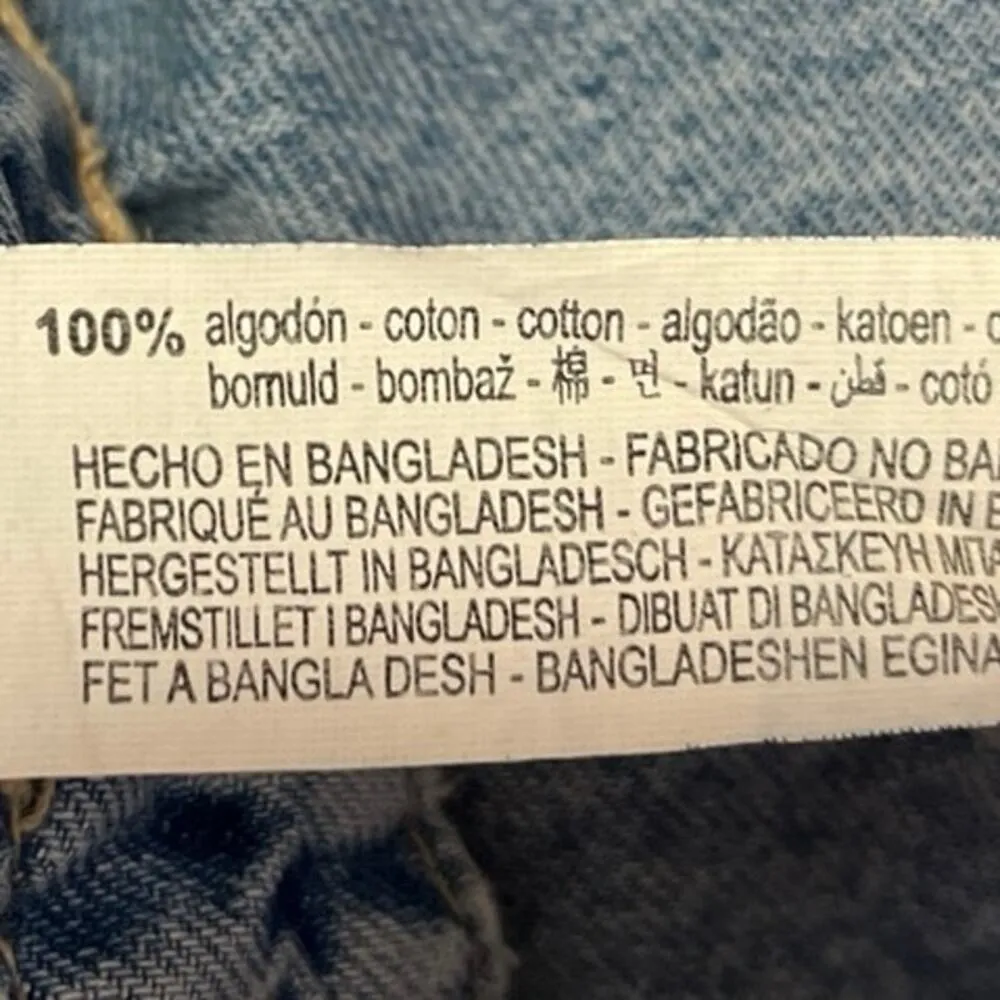 100% algodón - coton - cotton - algodão - katoen -
bomuld - bombaž - 棉 - 면 - katun - قطن - cotó
HECHO EN BANGLADESH - FABRICADO NO
FABRIQUÉ AU BANGLADESH - GEFABRICEERD IN
HERGESTELLT IN BANGLADESCH - ΚΑΤΑΣΚΕΥΗ
FREMSTILLET I BANGLADESH - DIBUAT DI BANGLADESH
FET A BANGLA DESH - BANGLADESHEN EGINA